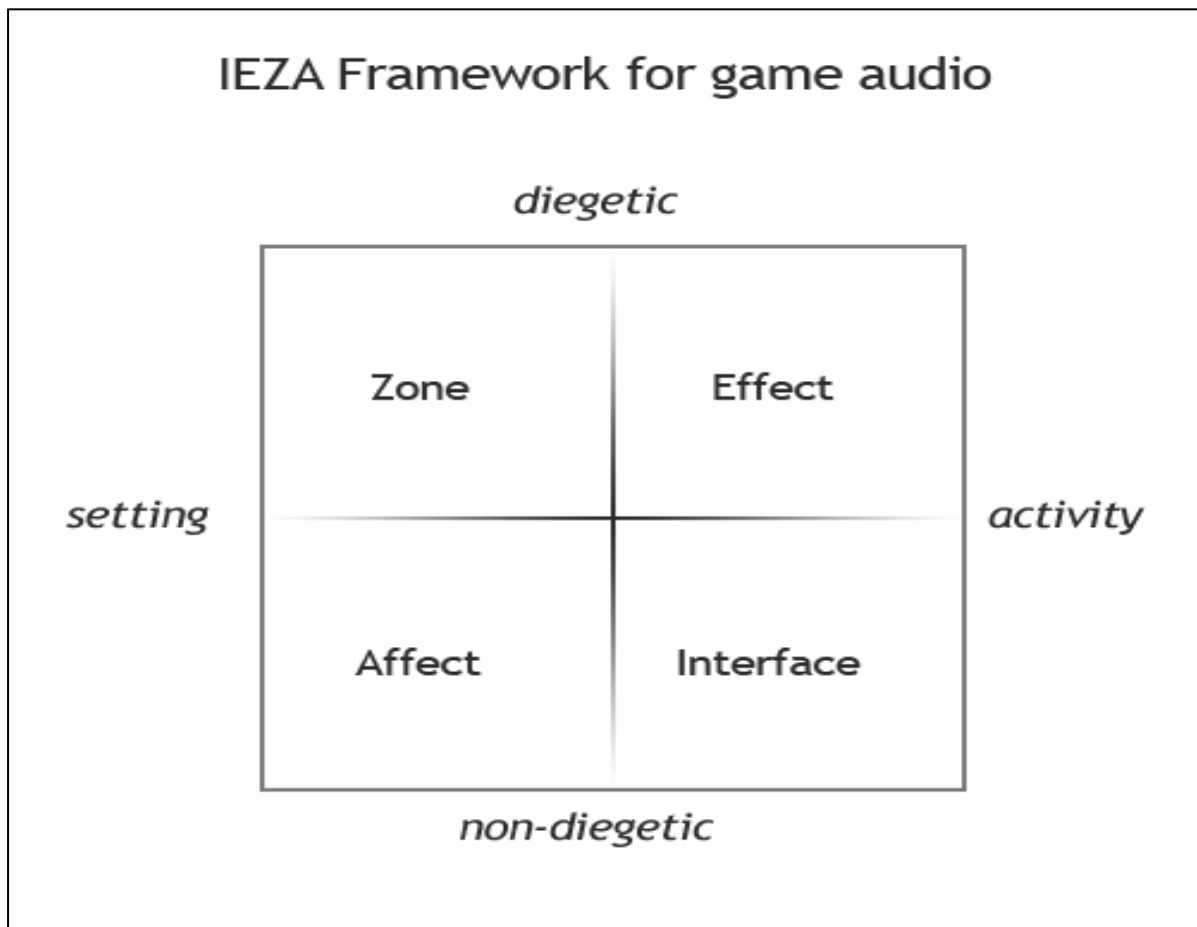 IEZA Framework for game audio
diegetic
Zone Effect
setting activity
Affect Interface
non-diegetic